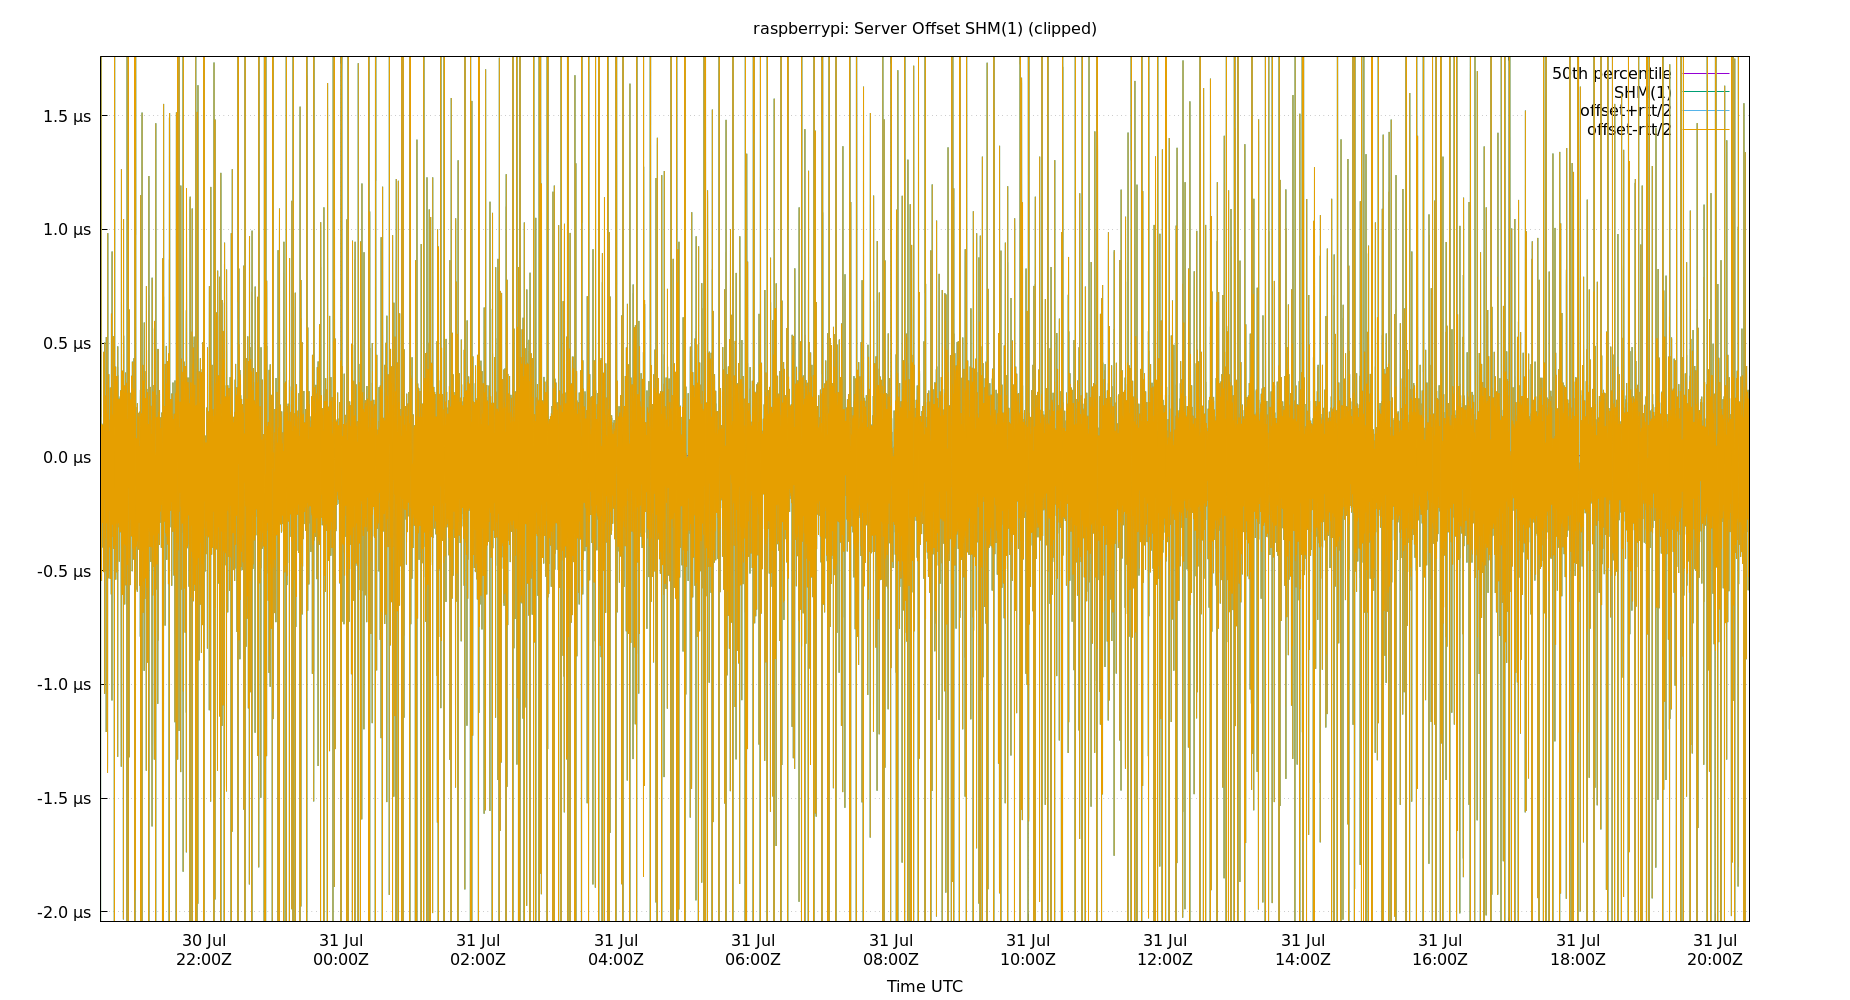 raspberrypi: Server Offset SHM(1) (clipped)
50th percentile
SHM(1)
offset+rtt/2
offset-rtt/2
1.5 µs
1.0 µs
0.5 µs
0.0 µs
-0.5 µs
-1.0 µs
-1.5 µs
-2.0 µs
30 Jul 31 Jul 31 Jul 31 Jul 31 Jul 31 Jul 31 Jul 31 Jul 31 Jul 31 Jul 31 Jul 31 Jul
22:00Z 00:00Z 02:00Z 04:00Z 06:00Z 08:00Z 10:00Z 12:00Z 14:00Z 16:00Z 18:00Z 20:00Z
Time UTC